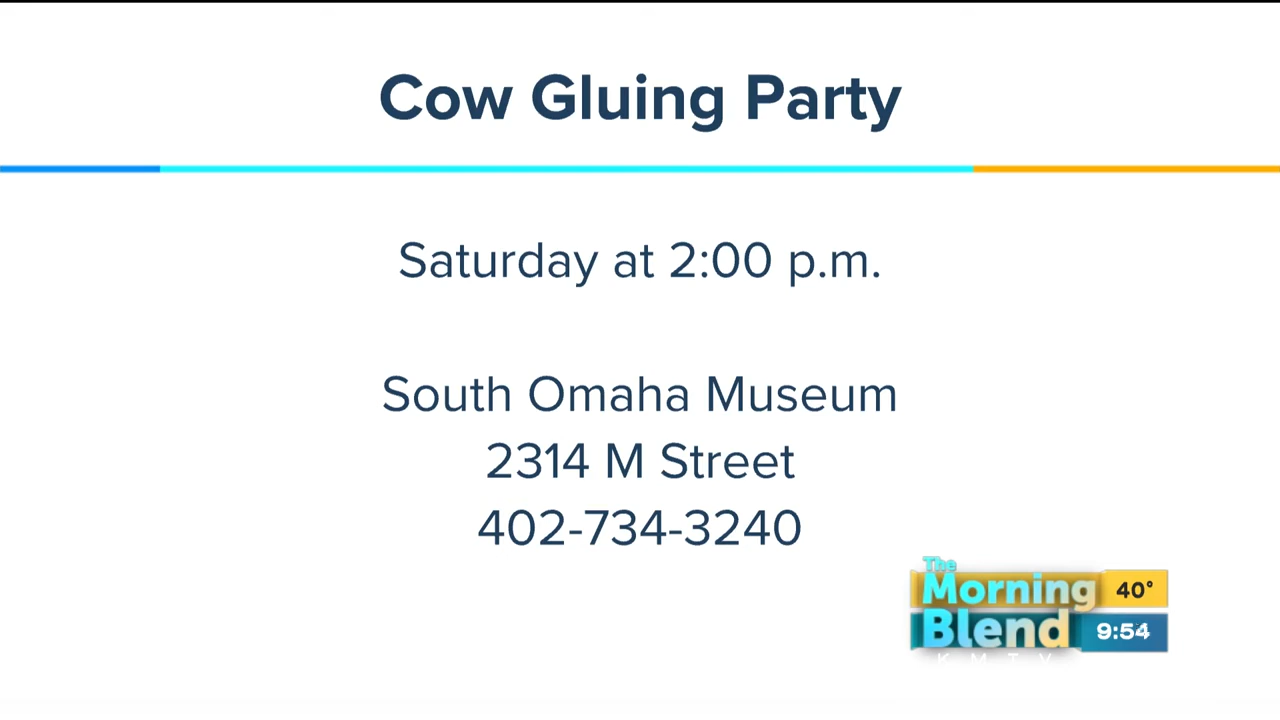 Cow Gluing Party
Saturday at 2:00 p.m.
South Omaha Museum
2314 M Street
402-734-3240
The
Morning
40°
Blend
9:54
KMTV